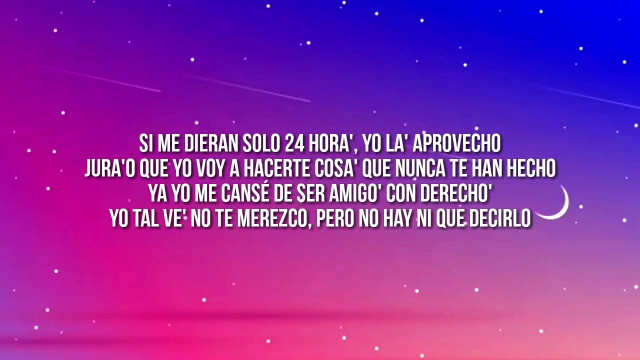 SI ME DIERAN SOLO 24 HORA', YO LA' APROVECHO
JURA'O QUE YO VOY A HACERTE COSA' QUE NUNCA TE HAN HECHO
YA YO ME CANSÉ DE SER AMIGO' CON DERECHO'
YO TAL VE' NO TE MEREZCO, PERO NO HAY NI QUE DECIRLO